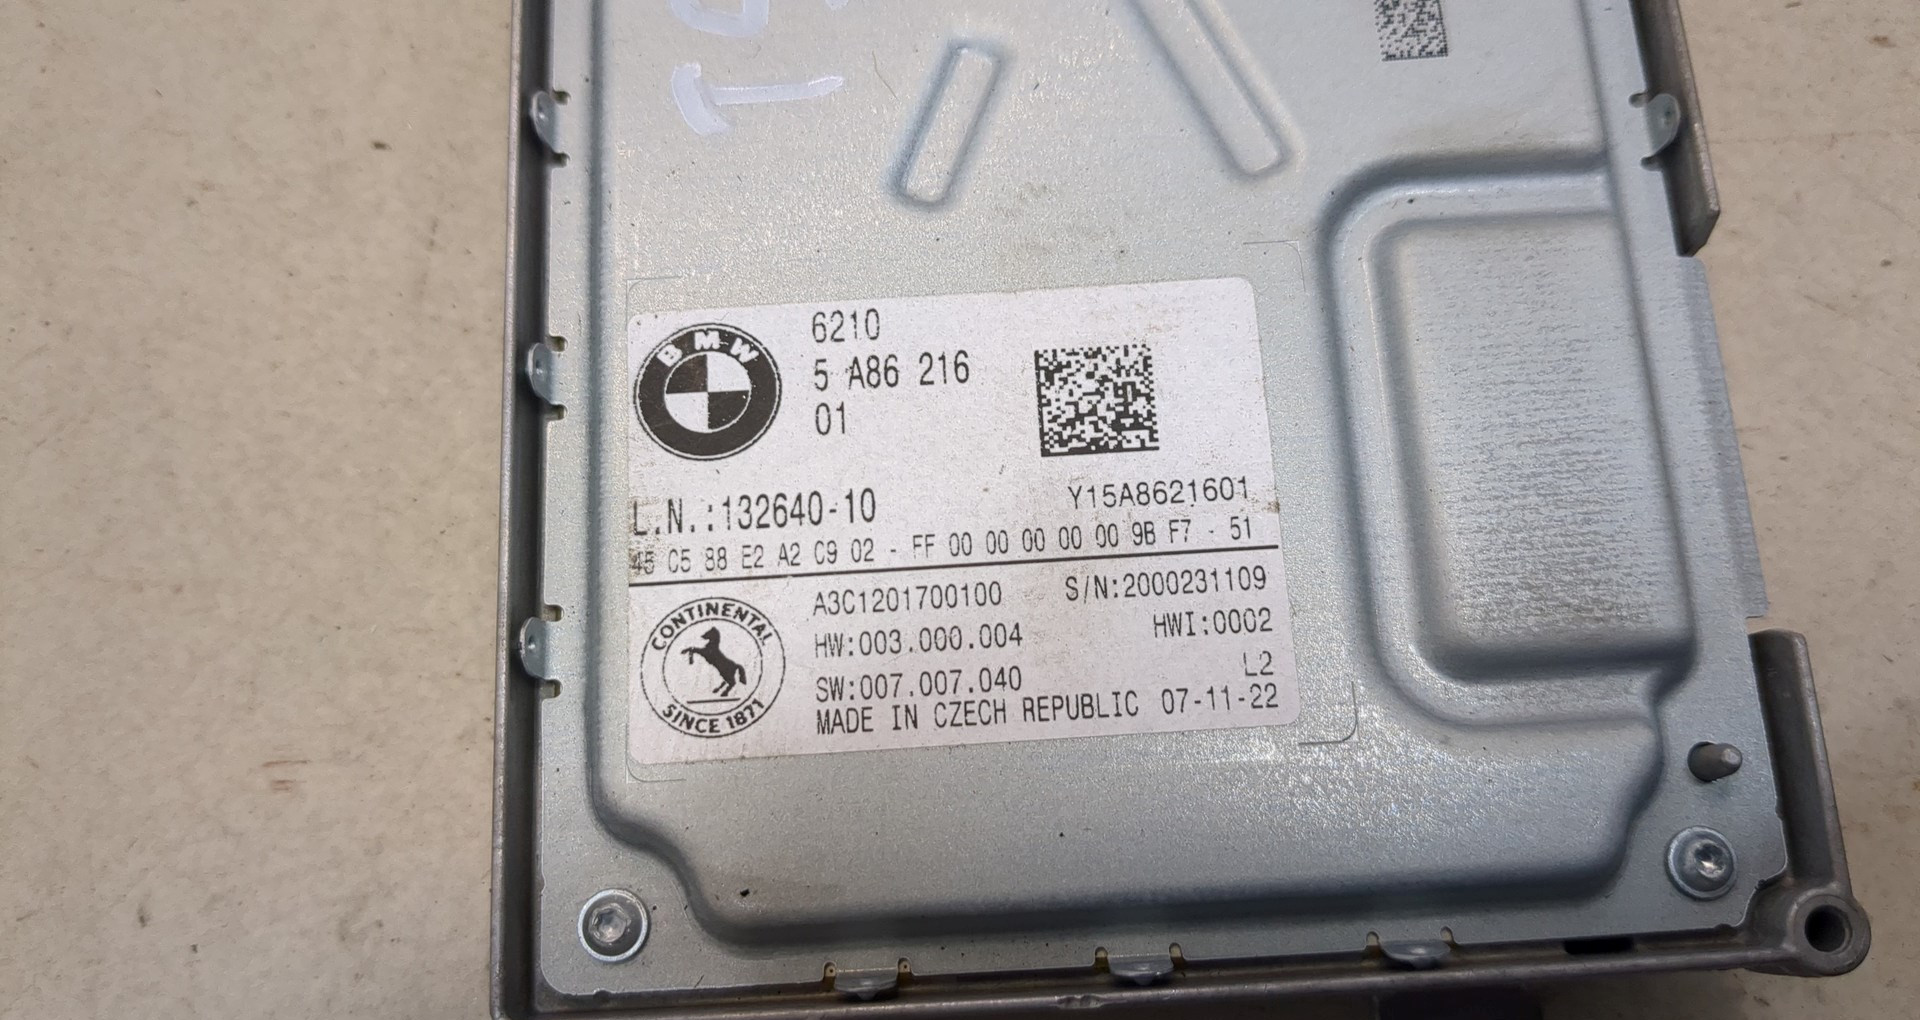 BMW
6210
5 A86 216
01
L.N.:132640-10
Y15A8621601
45 C5 88 E2 A2 C9 02 - FF 00 00 00 00 00 9B F7 - 51
CONTINENTAL
SINCE 1871
A3C1201700100 S/N:2000231109
HW:003.000.004 HWI:0002
SW:007.007.040 L2
MADE IN CZECH REPUBLIC 07-11-22